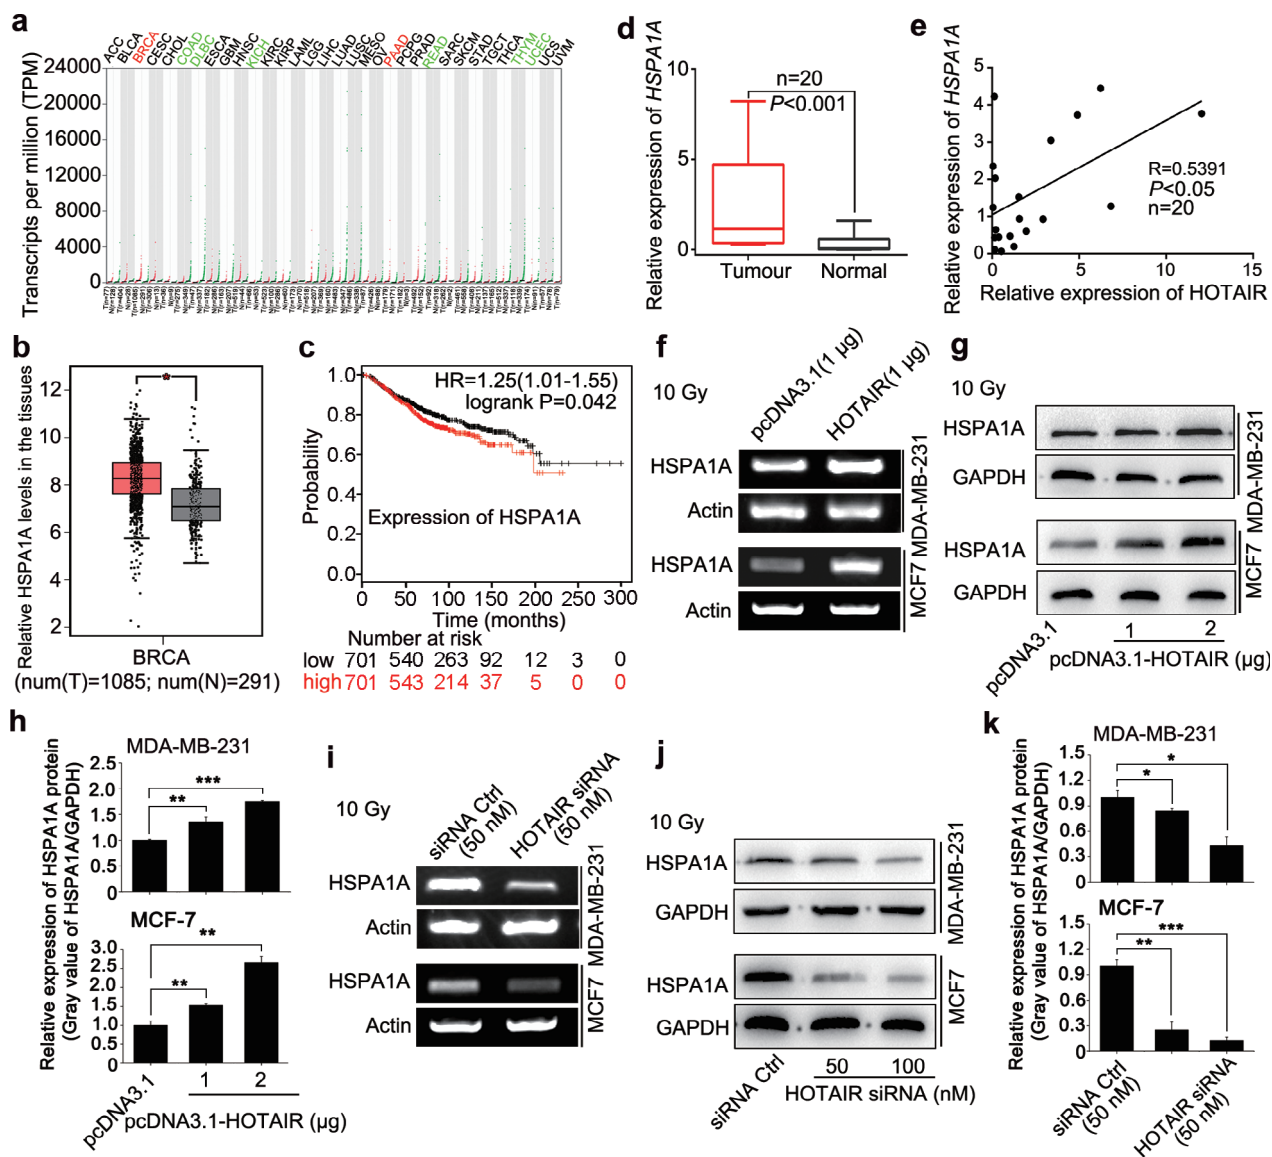 a
ACC
BLCA
BRCA
CESC
CHOL
COAD
DLBC
ESCA
GBM
HNSC
KICH
KIRC
KIRP
LAML
LGG
LIHC
LUAD
LUSC
MESO
OV
PAAD
PCPG
PRAD
READ
SARC
SKCM
STAD
TGCT
THCA
THYM
UCEC
UCS
UVM
Transcripts per million (TPM)
24000
20000
16000
12000
8000
4000
0
b
Relative HSPA1A levels in the tissues
12
10
8
6
4
2
*
BRCA
(num(T)=1085; num(N)=291)
c
Probability
1.0
0.8
0.6
0.4
0.2
0.0
HR=1.25(1.01-1.55)
logrank P=0.042
Expression of HSPA1A
0 50 100 150 200 250 300
Time (months)
Number at risk
low 701 540 263 92 12 3 0
high 701 543 214 37 5 0 0
d
Relative expression of HSPA1A
10
5
0
n=20
P<0.001
Tumour Normal
e
Relative expression of HSPA1A
5
4
3
2
1
0
R=0.5391
P<0.05
n=20
0 5 10 15
Relative expression of HOTAIR
f
10 Gy
pcDNA3.1(1 µg)
HOTAIR(1 µg)
HSPA1A
Actin
MDA-MB-231
HSPA1A
Actin
MCF7
g
10 Gy
HSPA1A
GAPDH
MDA-MB-231
HSPA1A
GAPDH
MCF7
pcDNA3.1
1 2
pcDNA3.1-HOTAIR (µg)
h
Relative expression of HSPA1A protein
(Gray value of HSPA1A/GAPDH)
MDA-MB-231
2.5
2.0
1.5
1.0
0.5
0
***
**
MCF-7
3.0
2.5
2.0
1.5
1.0
0.5
0
**
**
pcDNA3.1
1 2
pcDNA3.1-HOTAIR (µg)
i
10 Gy
siRNA Ctrl
(50 nM)
HOTAIR siRNA
(50 nM)
HSPA1A
Actin
MDA-MB-231
HSPA1A
Actin
MCF7
j
10 Gy
HSPA1A
GAPDH
MDA-MB-231
HSPA1A
GAPDH
MCF7
siRNA Ctrl
50 100
HOTAIR siRNA (nM)
k
Relative expression of HSPA1A protein
(Gray value of HSPA1A/GAPDH)
MDA-MB-231
1.5
1.2
0.9
0.6
0.3
0
*
*
MCF-7
1.5
1.2
0.9
0.6
0.3
0
***
**
siRNA Ctrl
(50 nM)
HOTAIR siRNA
(50 nM)